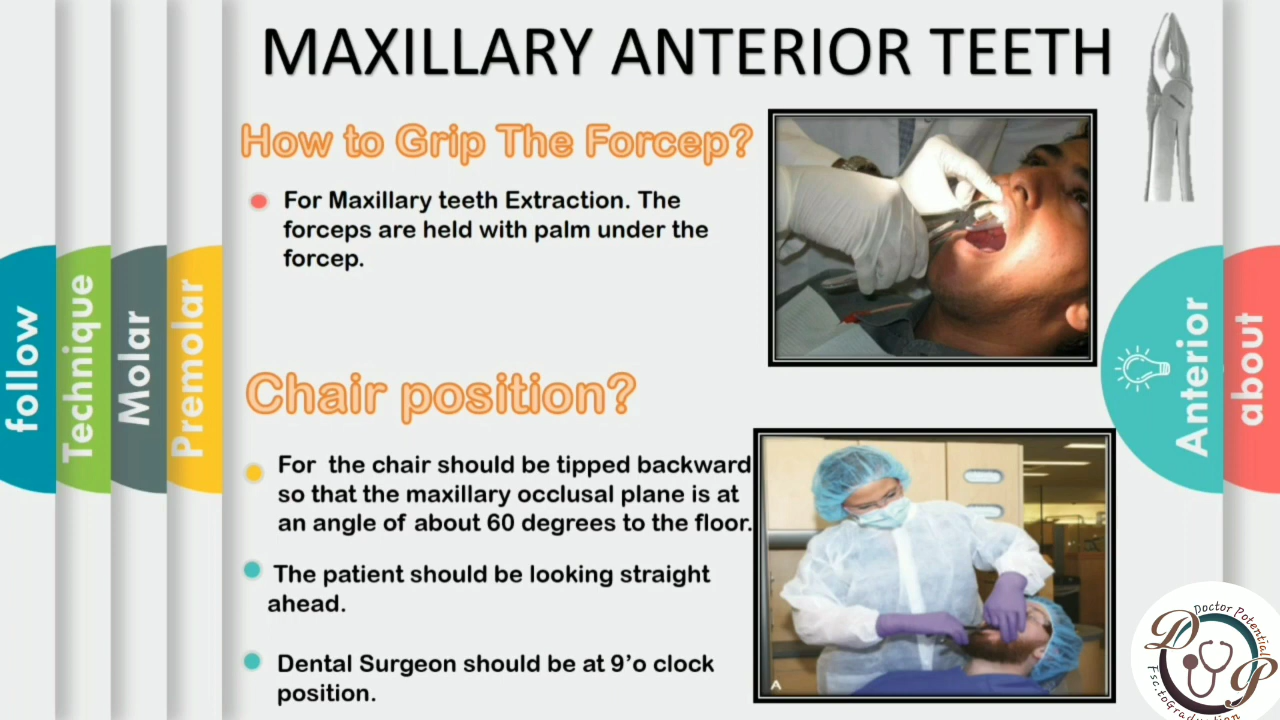 MAXILLARY ANTERIOR TEETH
How to Grip The Forcep?
For Maxillary teeth Extraction. The
forceps are held with palm under the
forcep.
Chair position?
For the chair should be tipped backward
so that the maxillary occlusal plane is at
an angle of about 60 degrees to the floor.
The patient should be looking straight
ahead.
Dental Surgeon should be at 9’o clock
position.
follow
Technique
Molar
Premolar
Anterior
about
A
Doctor Potential
D
P
Fsc.toGraduation